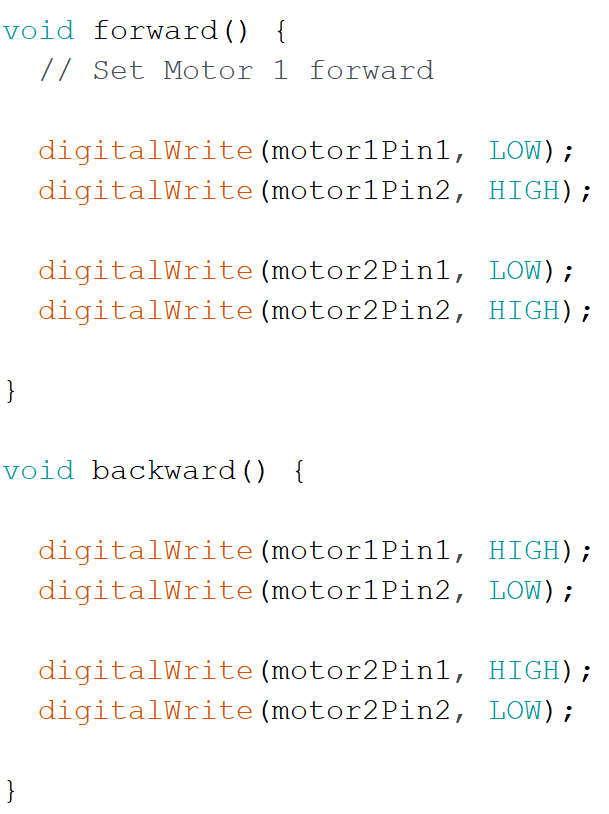 void forward() {
  // Set Motor 1 forward

  digitalWrite(motor1Pin1, LOW);
  digitalWrite(motor1Pin2, HIGH);

  digitalWrite(motor2Pin1, LOW);
  digitalWrite(motor2Pin2, HIGH);

}

void backward() {

  digitalWrite(motor1Pin1, HIGH);
  digitalWrite(motor1Pin2, LOW);

  digitalWrite(motor2Pin1, HIGH);
  digitalWrite(motor2Pin2, LOW);

}